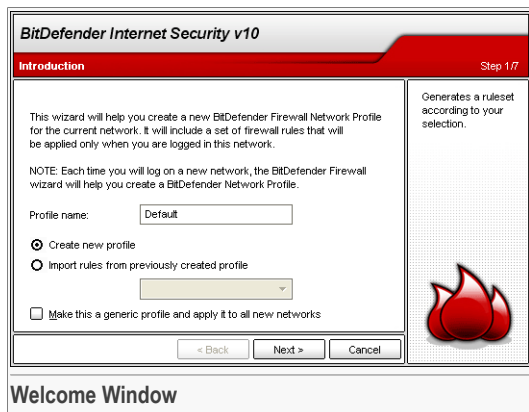 BitDefender Internet Security v10
Introduction
Step 1/7
This wizard will help you create a new BitDefender Firewall Network Profile
for the current network. It will include a set of firewall rules that will
be applied only when you are logged in this network.
NOTE: Each time you will log on a new network, the BitDefender Firewall
wizard will help you create a BitDefender Network Profile.
Profile name:
Default
Create new profile
Import rules from previously created profile
Make this a generic profile and apply it to all new networks
Generates a ruleset
according to your
selection.
< Back
Next >
Cancel
Welcome Window